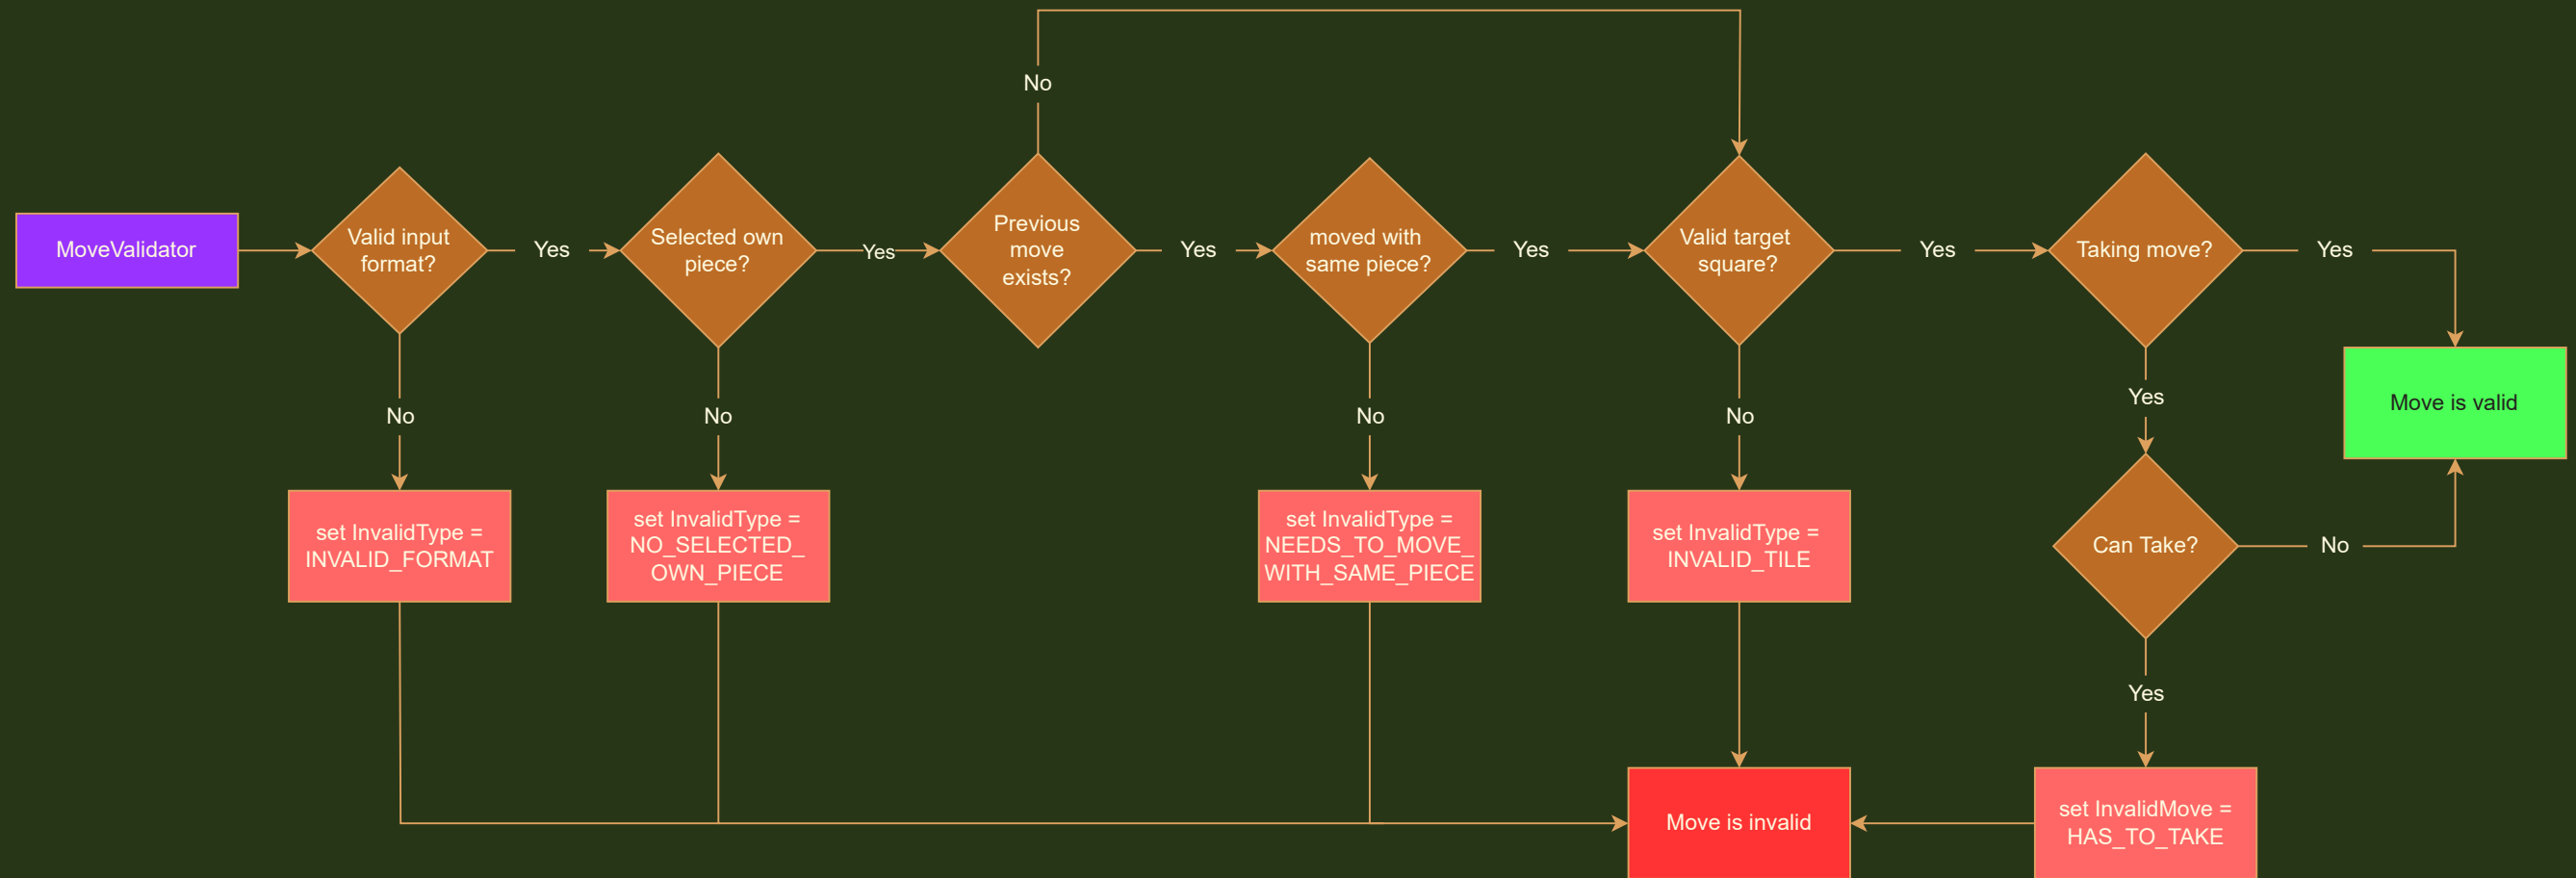 No
MoveValidator
Valid input
format?
Yes
Selected own
piece?
Yes
Previous
move
exists?
Yes
moved with
same piece?
Yes
Valid target
square?
Yes
Taking move?
Yes
No
No
No
No
Yes
Move is valid
set InvalidType =
INVALID_FORMAT
set InvalidType =
NO_SELECTED_
OWN_PIECE
set InvalidType =
NEEDS_TO_MOVE_
WITH_SAME_PIECE
set InvalidType =
INVALID_TILE
Can Take?
No
Yes
Move is invalid
set InvalidMove =
HAS_TO_TAKE